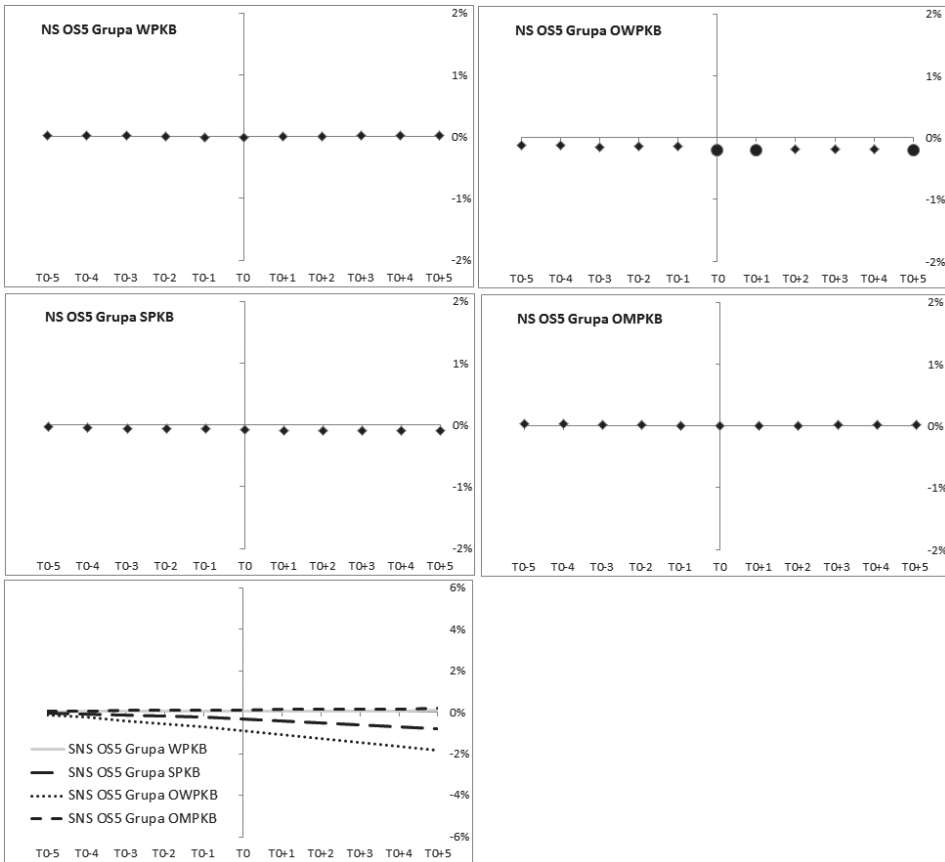 NS OS5 Grupa WPKB
2%
1%
0%
-1%
-2%
T0-5 T0-4 T0-3 T0-2 T0-1 T0 T0+1 T0+2 T0+3 T0+4 T0+5
NS OS5 Grupa OWPKB
2%
1%
0%
-1%
-2%
T0-5 T0-4 T0-3 T0-2 T0-1 T0 T0+1 T0+2 T0+3 T0+4 T0+5
NS OS5 Grupa SPKB
2%
1%
0%
-1%
-2%
T0-5 T0-4 T0-3 T0-2 T0-1 T0 T0+1 T0+2 T0+3 T0+4 T0+5
NS OS5 Grupa OMPKB
2%
1%
0%
-1%
-2%
T0-5 T0-4 T0-3 T0-2 T0-1 T0 T0+1 T0+2 T0+3 T0+4 T0+5
6%
4%
2%
0%
-2%
-4%
-6%
SNS OS5 Grupa WPKB
SNS OS5 Grupa SPKB
SNS OS5 Grupa OWPKB
SNS OS5 Grupa OMPKB
T0-5 T0-4 T0-3 T0-2 T0-1 T0 T0+1 T0+2 T0+3 T0+4 T0+5